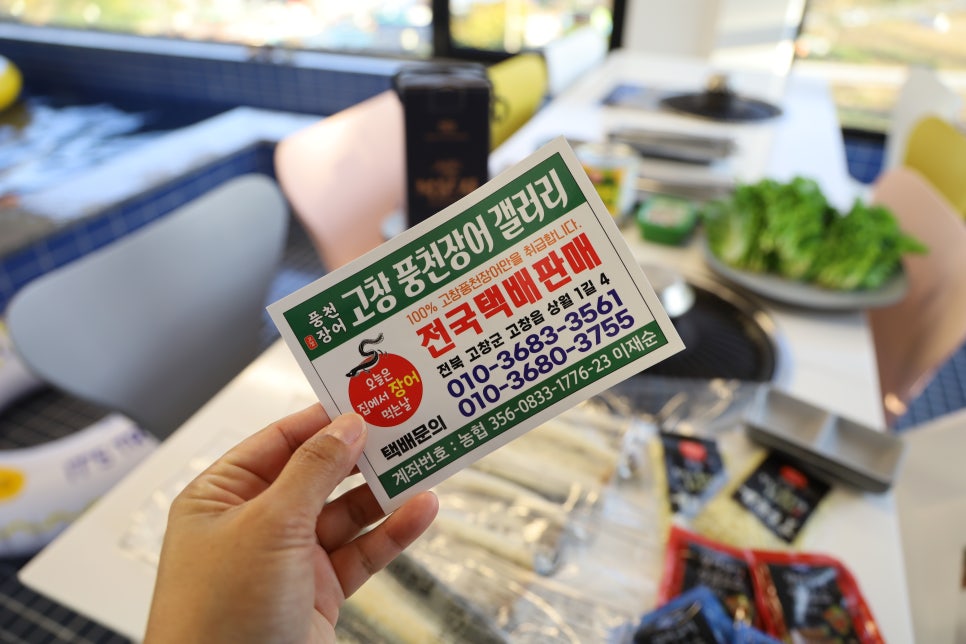 풍천
장어
고창 풍천장어 갤러리
100% 고창풍천장어만을 취급합니다.
전국택배판매
전북 고창군 고창읍 상월 1길 4
오늘은
집에서 장어
먹는날
택배문의
010-3683-3561
010-3680-3755
계좌번호 : 농협 356-0833-1776-23 이재순